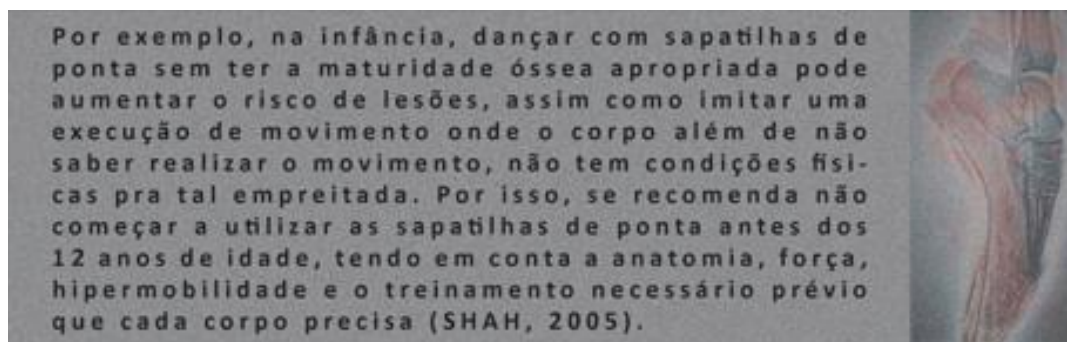 Por exemplo, na infância, dançar com sapatilhas de
ponta sem ter a maturidade óssea apropriada pode
aumentar o risco de lesões, assim como imitar uma
execução de movimento onde o corpo além de não
saber realizar o movimento, não tem condições físi-
cas pra tal empreitada. Por isso, se recomenda não
começar a utilizar as sapatilhas de ponta antes dos
12 anos de idade, tendo em conta a anatomia, força,
hipermobilidade e o treinamento necessário prévio
que cada corpo precisa (SHAH, 2005).